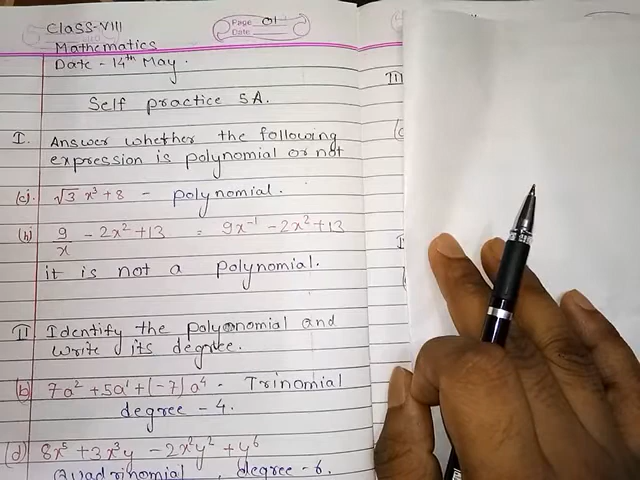 Class-VIII
Page 01
Date
Mathematics
Date - 14th May.
Self practice 5A.
I. Answer whether the following
expression is polynomial or not
(c). √3 x³ + 8 - polynomial.
(h) 9/x - 2x² + 13 = 9x⁻¹ - 2x² + 13
it is not a polynomial.
II Identify the polynomial and
write its degree.
(b) 7a² + 5a¹ + (-7) a⁴ - Trinomial
degree - 4.
(d) 8x⁵ + 3x³y - 2x²y² + y⁶
Quadrinomial, degree - 6.
III